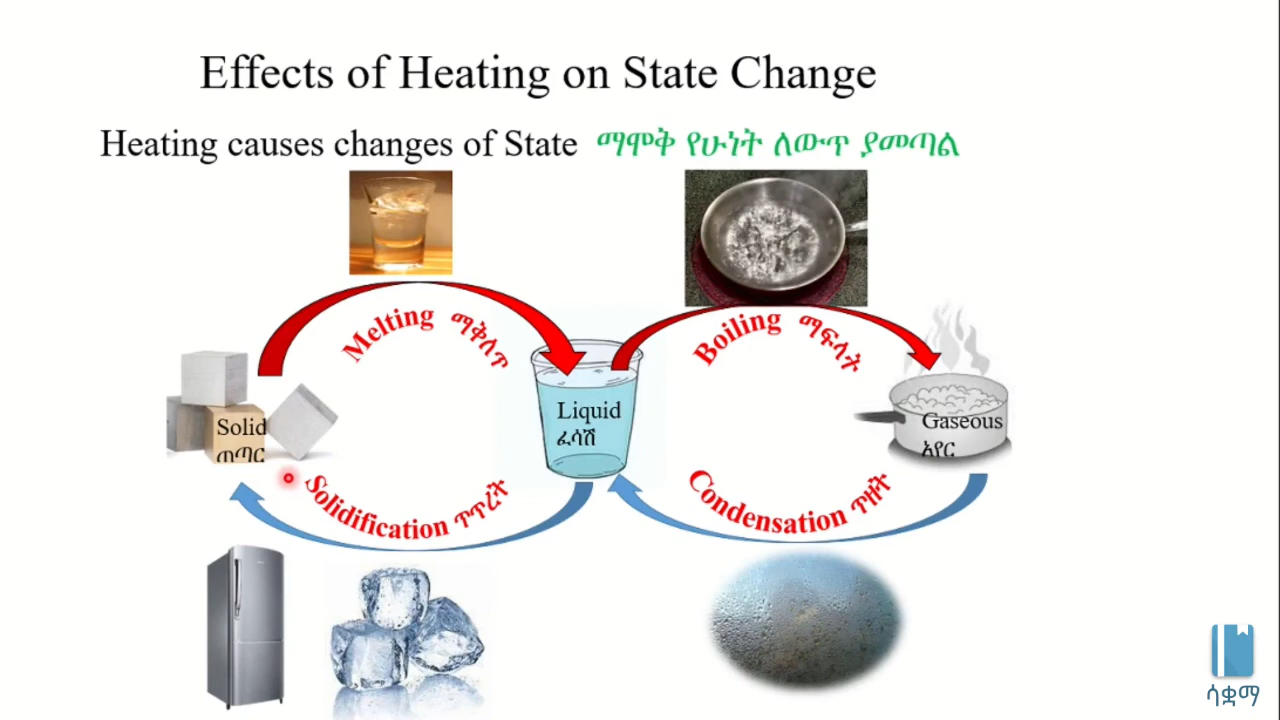 Effects of Heating on State Change
Heating causes changes of State ማሞቅ የሁነት ለውጥ ያመጣል
Melting ማቅለጥ
Boiling ማፍላት
Solid
ጠጣር
Liquid
ፈሳሽ
Gaseous
አየር
Solidification ጥጥረት
Condensation ጥዘት
ሳቋማ